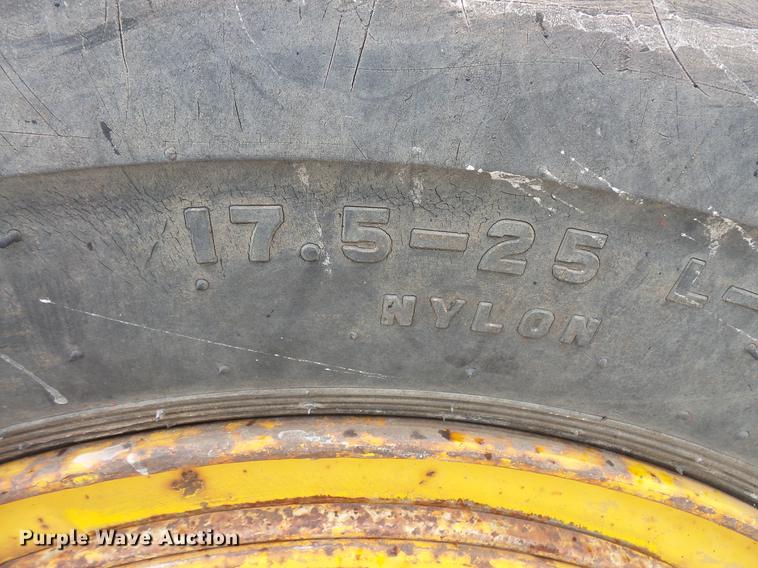 17.5-25 L-
NYLON
Purple Wave Auction